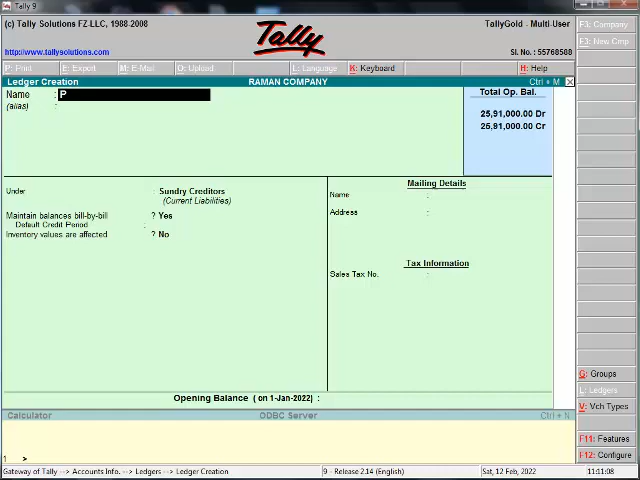 Tally 9
(c) Tally Solutions FZ-LLC, 1988-2008
http://www.tallysolutions.com
Tally
TallyGold - Multi-User
Sl. No.: 55768588
F3: Company
F3: New Cmp
P: Print
E: Export
M: E-Mail
O: Upload
L: Language
K: Keyboard
H: Help
Ledger Creation
RAMAN COMPANY
Ctrl + M
Name : P
(alias) :
Total Op. Bal.
25,91,000.00 Dr
25,91,000.00 Cr
Under : Sundry Creditors
(Current Liabilities)
Maintain balances bill-by-bill ? Yes
Default Credit Period :
Inventory values are affected ? No
Mailing Details
Name :
Address :
Tax Information
Sales Tax No. :
Opening Balance ( on 1-Jan-2022) :
G: Groups
L: Ledgers
V: Vch Types
F11: Features
F12: Configure
Calculator
ODBC Server
Ctrl + N
1 >
Gateway of Tally --> Accounts Info. --> Ledgers --> Ledger Creation
9 - Release 2.14 (English)
Sat, 12 Feb, 2022
11:11:08